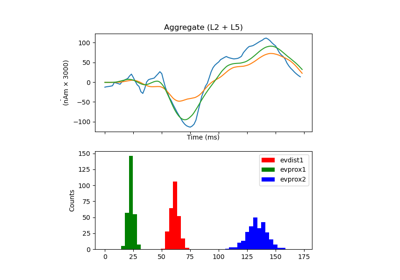 Aggregate (L2 + L5)
100
50
0
−50
−100
(nAm × 3000)
Time (ms)
150
125
100
75
50
25
0
Counts
evdist1
evprox1
evprox2
0 25 50 75 100 125 150 175